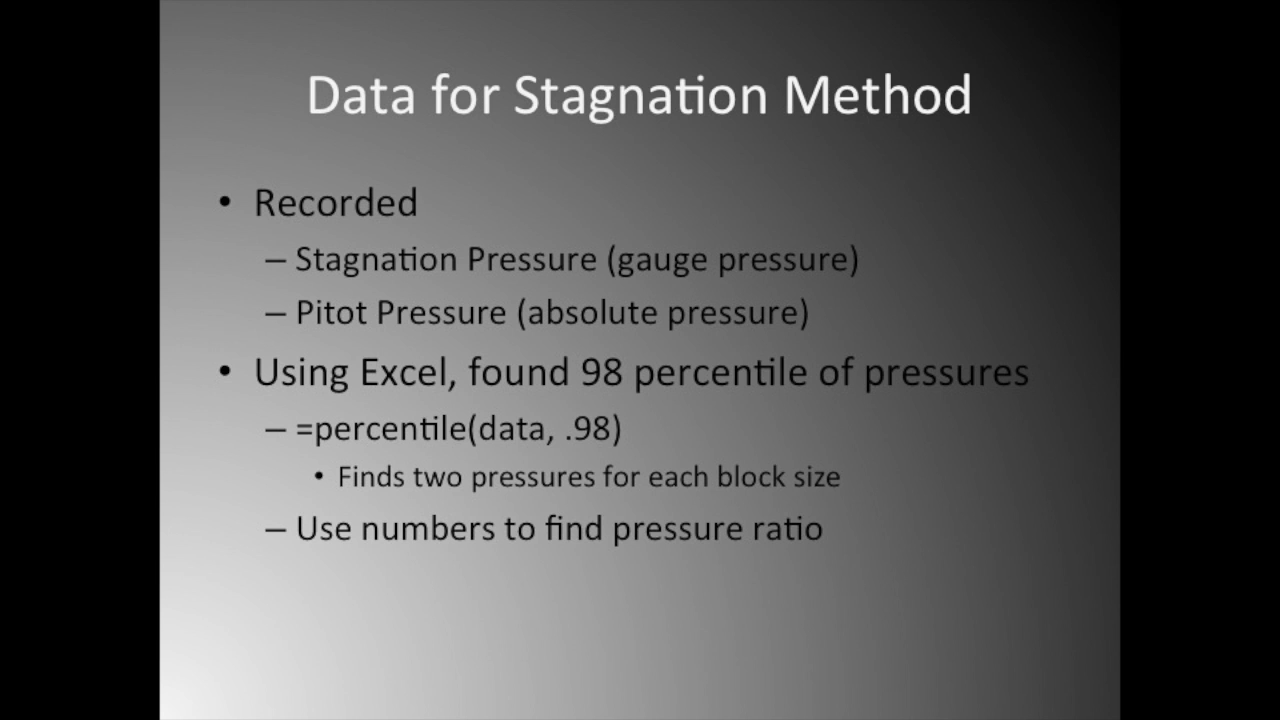 Data for Stagnation Method
• Recorded
– Stagnation Pressure (gauge pressure)
– Pitot Pressure (absolute pressure)
• Using Excel, found 98 percentile of pressures
– =percentile(data, .98)
• Finds two pressures for each block size
– Use numbers to find pressure ratio